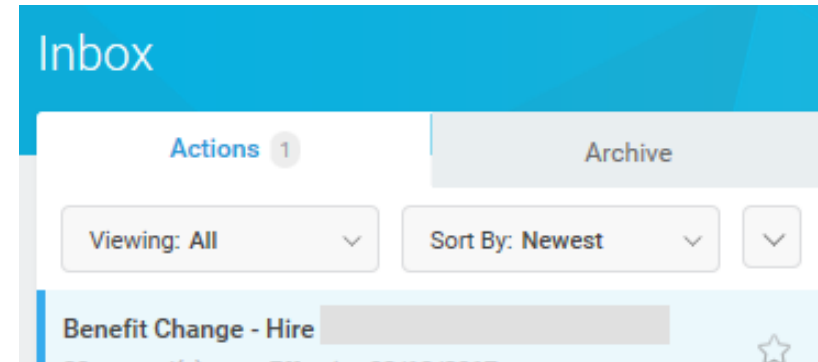 Inbox
Actions 1
Archive
Viewing: All
Sort By: Newest
Benefit Change - Hire